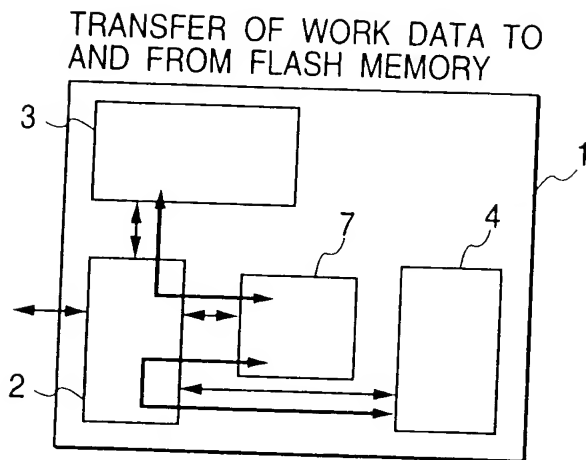 TRANSFER OF WORK DATA TO
AND FROM FLASH MEMORY
3
1
7
4
2